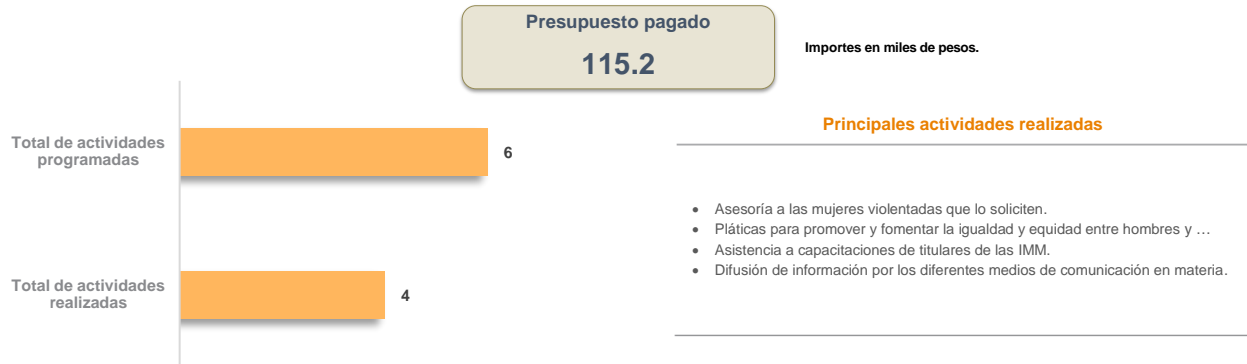 Presupuesto pagado
115.2
Importes en miles de pesos.
Total de actividades
programadas
6
Total de actividades
realizadas
4
Principales actividades realizadas
• Asesoría a las mujeres violentadas que lo soliciten.
• Pláticas para promover y fomentar la igualdad y equidad entre hombres y …
• Asistencia a capacitaciones de titulares de las IMM.
• Difusión de información por los diferentes medios de comunicación en materia.